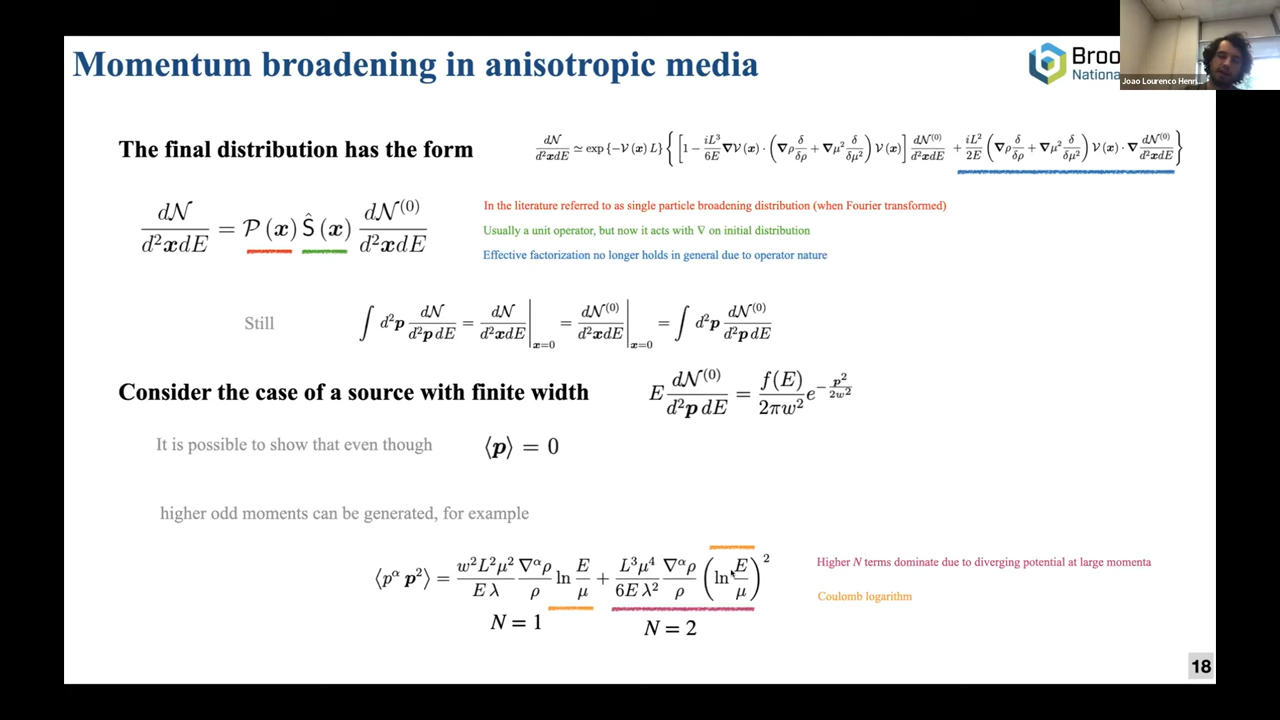 Momentum broadening in anisotropic media
Broo
National
Joao Lourenco Henri...
The final distribution has the form
dN/d²xdE ≃ exp{−V(x)L}{[1 − iL³/6E ∇V(x)·(∇ρ δ/δρ + ∇μ² δ/δμ²)V(x)] dN⁽⁰⁾/d²xdE + iL²/2E (∇ρ δ/δρ + ∇μ² δ/δμ²)V(x)·∇ dN⁽⁰⁾/d²xdE}
dN/d²xdE = P(x) Ŝ(x) dN⁽⁰⁾/d²xdE
In the literature referred to as single particle broadening distribution (when Fourier transformed)
Usually a unit operator, but now it acts with ∇ on initial distribution
Effective factorization no longer holds in general due to operator nature
Still
∫ d²p dN/d²p dE = dN/d²xdE |x=0 = dN⁽⁰⁾/d²xdE |x=0 = ∫ d²p dN⁽⁰⁾/d²p dE
Consider the case of a source with finite width
E dN⁽⁰⁾/d²p dE = f(E)/2πw² e^(−p²/2w²)
It is possible to show that even though
⟨p⟩ = 0
higher odd moments can be generated, for example
⟨p^α p²⟩ = w²L²μ²/Eλ ∇^αρ/ρ ln E/μ + L³μ⁴/6Eλ² ∇^αρ/ρ (ln E/μ)²
Higher N terms dominate due to diverging potential at large momenta
Coulomb logarithm
N = 1
N = 2
18